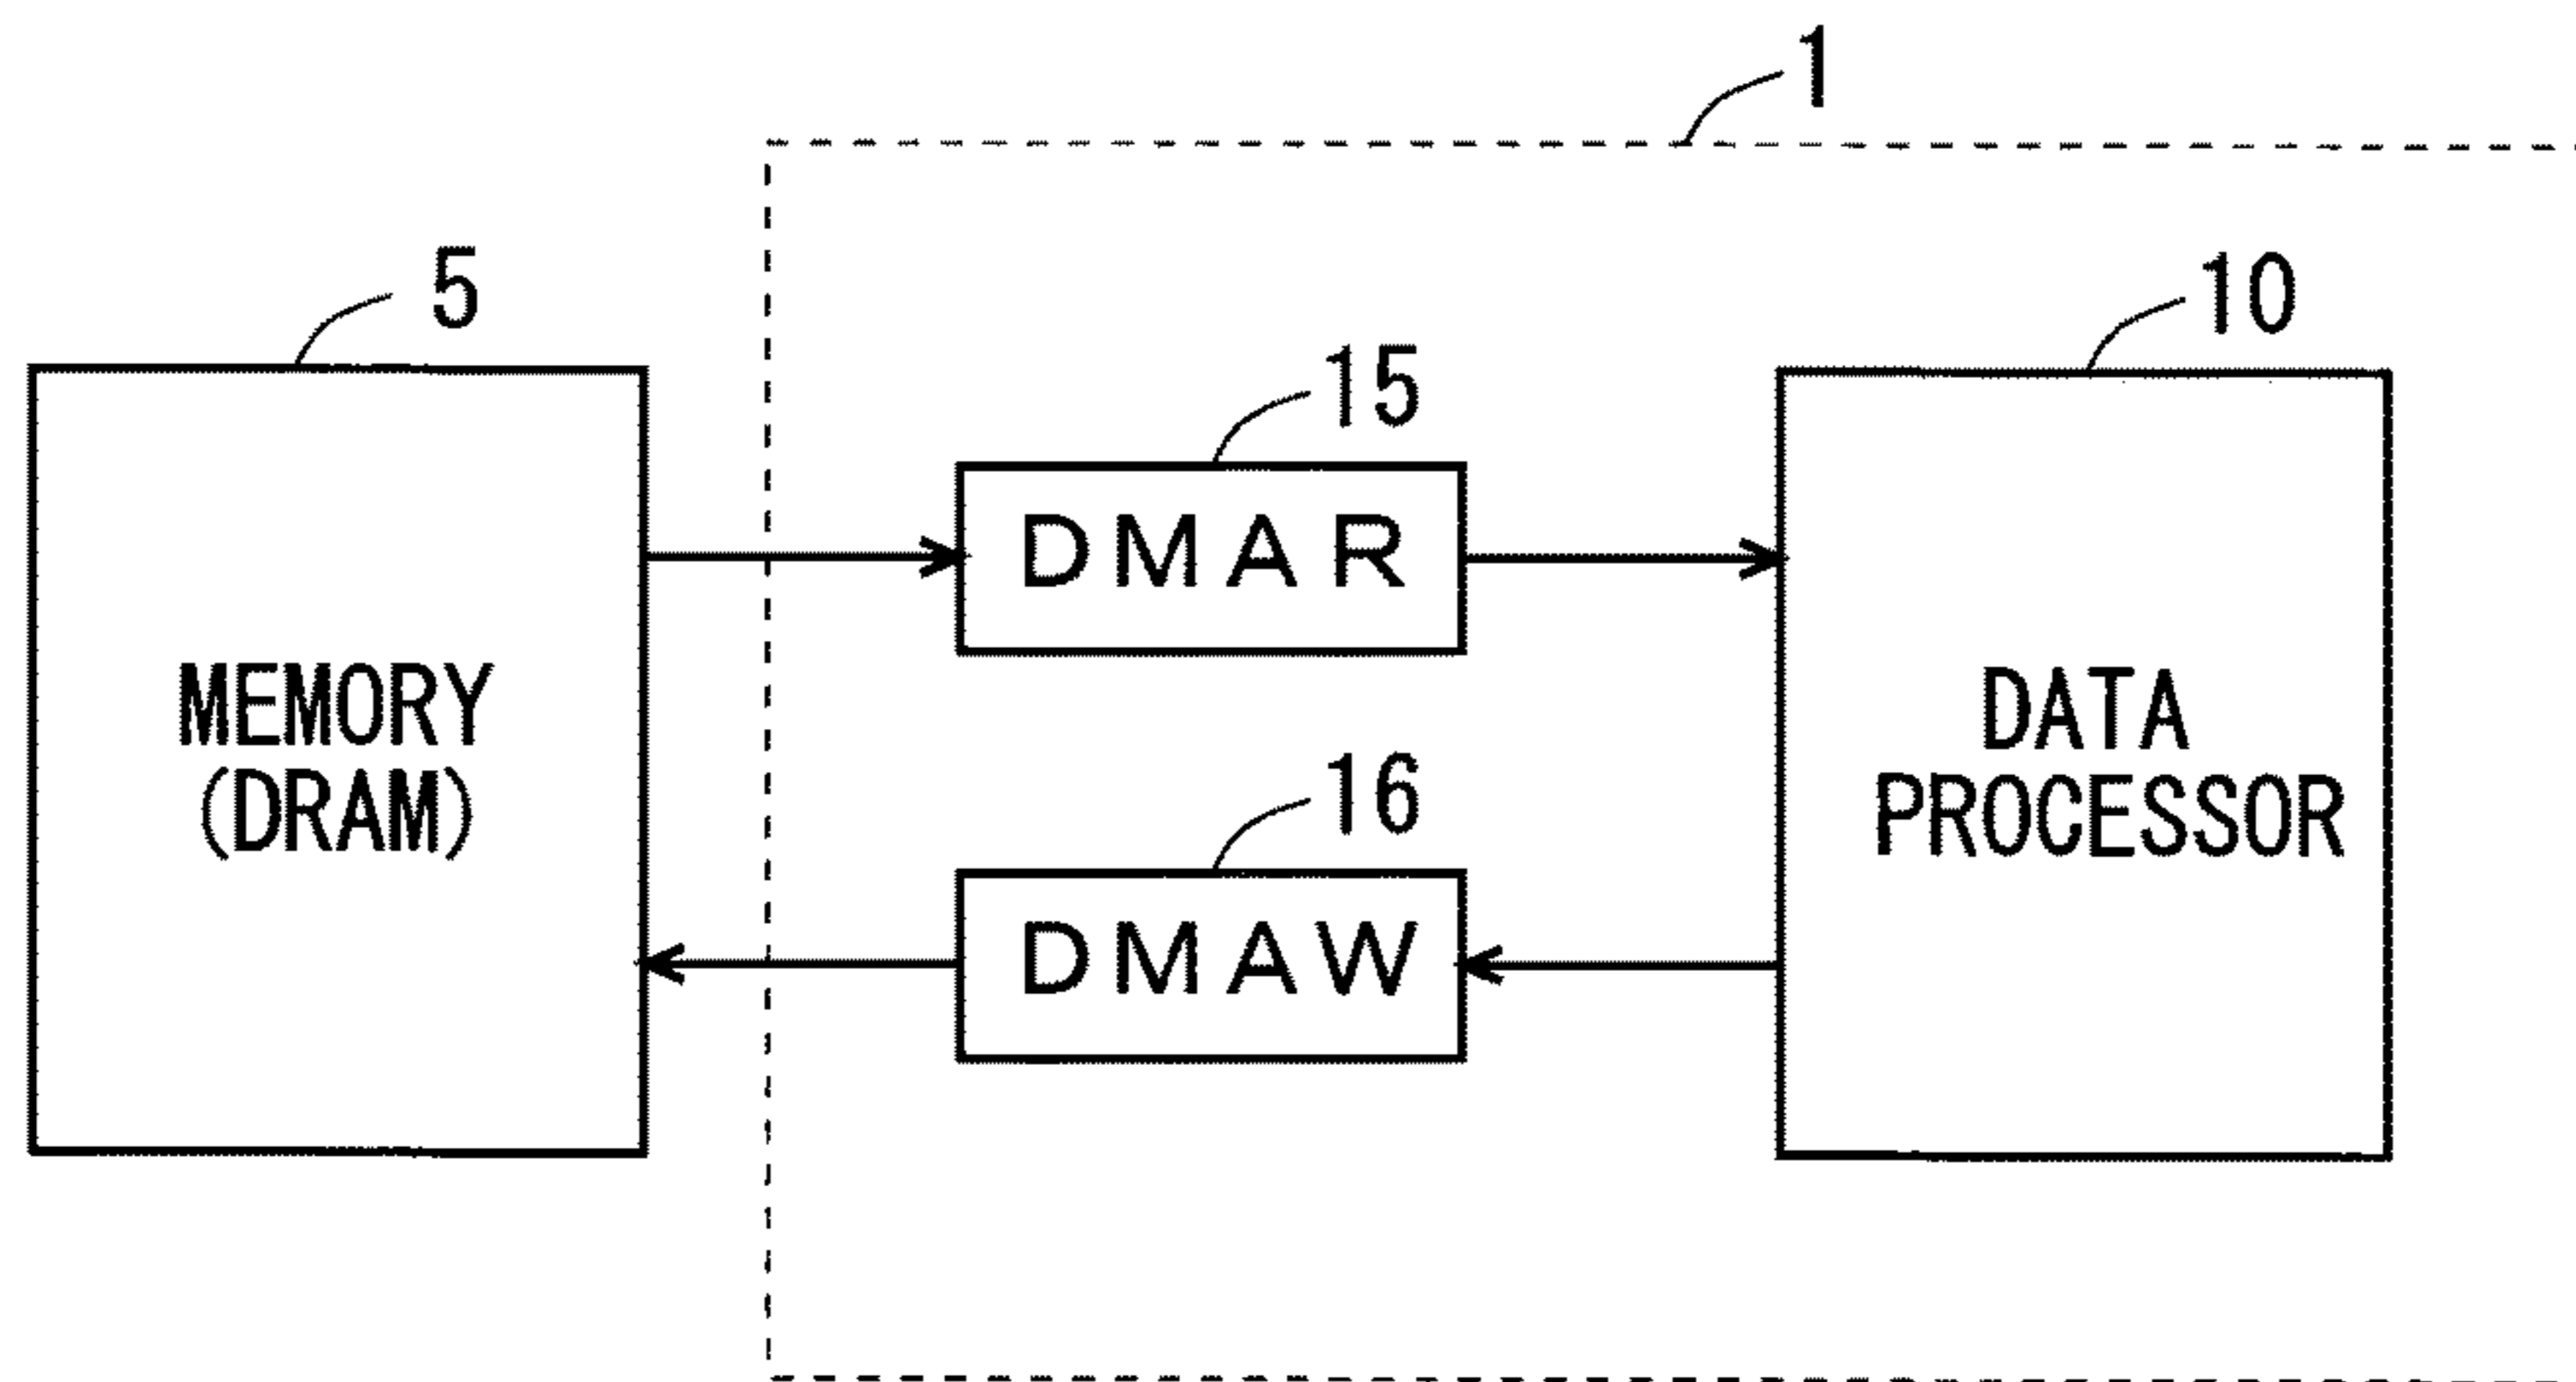 1
5
10
15
DMAR
MEMORY
(DRAM)
DATA
PROCESSOR
16
DMAW